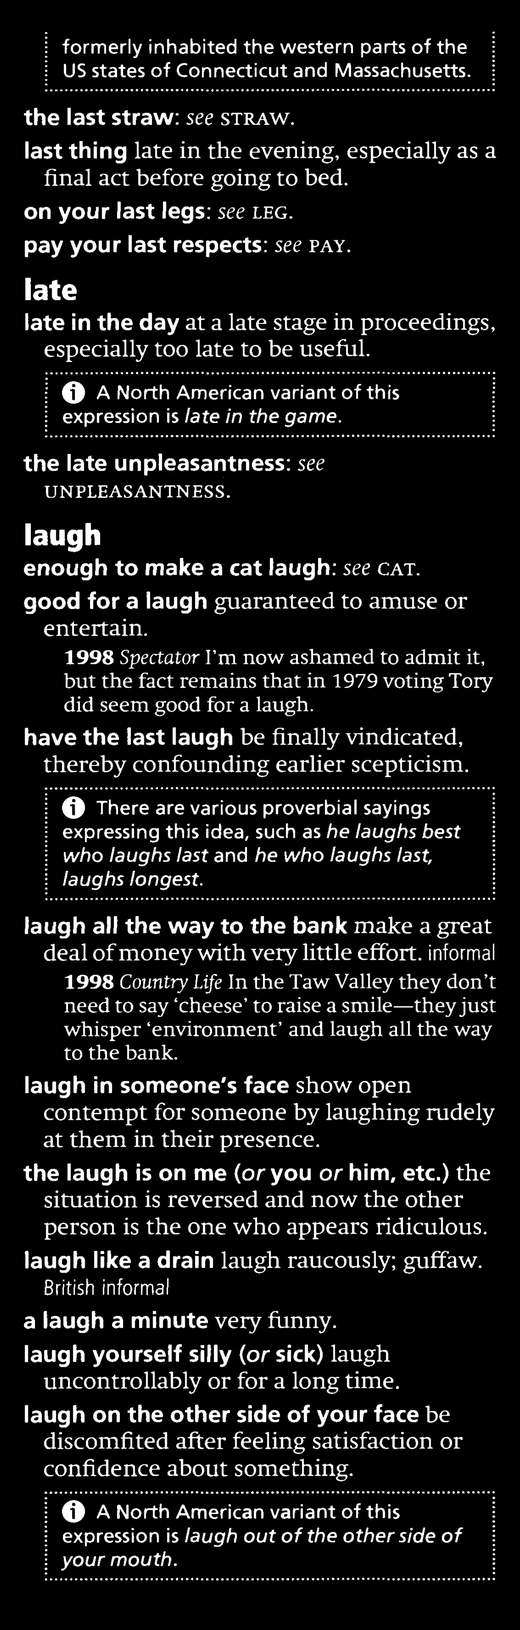 formerly inhabited the western parts of the
US states of Connecticut and Massachusetts.
the last straw: see STRAW.
last thing late in the evening, especially as a
final act before going to bed.
on your last legs: see LEG.
pay your last respects: see PAY.
late
late in the day at a late stage in proceedings,
especially too late to be useful.
i A North American variant of this
expression is late in the game.
the late unpleasantness: see
UNPLEASANTNESS.
laugh
enough to make a cat laugh: see CAT.
good for a laugh guaranteed to amuse or
entertain.
1998 Spectator I'm now ashamed to admit it,
but the fact remains that in 1979 voting Tory
did seem good for a laugh.
have the last laugh be finally vindicated,
thereby confounding earlier scepticism.
i There are various proverbial sayings
expressing this idea, such as he laughs best
who laughs last and he who laughs last,
laughs longest.
laugh all the way to the bank make a great
deal of money with very little effort. informal
1998 Country Life In the Taw Valley they don't
need to say ‘cheese’ to raise a smile—they just
whisper ‘environment’ and laugh all the way
to the bank.
laugh in someone's face show open
contempt for someone by laughing rudely
at them in their presence.
the laugh is on me (or you or him, etc.) the
situation is reversed and now the other
person is the one who appears ridiculous.
laugh like a drain laugh raucously; guffaw.
British informal
a laugh a minute very funny.
laugh yourself silly (or sick) laugh
uncontrollably or for a long time.
laugh on the other side of your face be
discomfited after feeling satisfaction or
confidence about something.
i A North American variant of this
expression is laugh out of the other side of
your mouth.